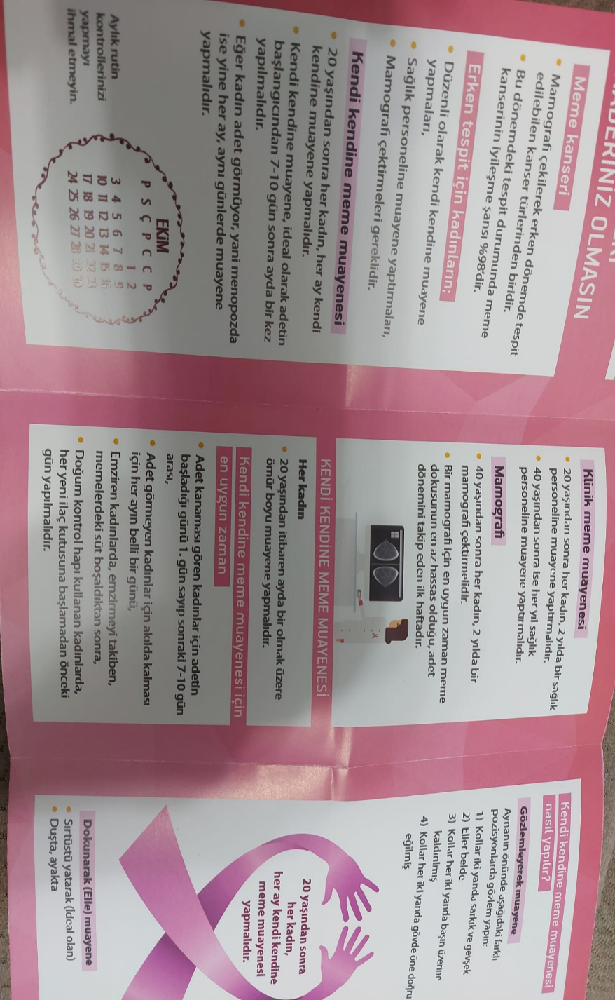 OLMASIN
Meme kanseri
• Mamografi çekilerek erken dönemde tespit
edilebilen kanser türlerinden biridir.
• Bu dönemdeki tespit durumunda meme
kanserinin iyileşme şansı %98'dir.
Erken tespit için kadınların;
• Düzenli olarak kendi kendine muayene
yapmaları,
• Sağlık personeline muayene yaptırmaları,
• Mamografi çektirmeleri gereklidir.
Kendi kendine meme muayenesi
• 20 yaşından sonra her kadın, her ay kendi
kendine muayene yapmalıdır.
• Kendi kendine muayene, ideal olarak adetin
başlangıcından 7-10 gün sonra ayda bir kez
yapılmalıdır.
• Eğer kadın adet görmüyor, yani menopozda
ise yine her ay, aynı günlerde muayene
yapmalıdır.
EKİM
P S Ç P C C P
1 2
3 4 5 6 7 8 9
10 11 12 13 14 15 16
17 18 19 20 21 22 23
24 25 26 27 28 29 30
Aylık rutin
kontrollerinizi
yapmayı
ihmal etmeyin.
Klinik meme muayenesi
• 20 yaşından sonra her kadın, 2 yılda bir sağlık
personeline muayene yaptırmalıdır.
• 40 yaşından sonra ise her yıl sağlık
personeline muayene yaptırmalıdır.
Mamografi
• 40 yaşından sonra her kadın, 2 yılda bir
mamografi çektirmelidir.
• Bir mamografi için en uygun zaman meme
dokusunun en az hassas olduğu, adet
dönemini takip eden ilk haftadır.
KENDİ KENDİNE MEME MUAYENESİ
Her kadın
• 20 yaşından itibaren ayda bir olmak üzere
ömür boyu muayene yapmalıdır.
Kendi kendine meme muayenesi için
en uygun zaman
• Adet kanaması gören kadınlar için adetin
başladığı günü 1. gün sayıp sonraki 7-10 gün
arası,
• Adet görmeyen kadınlar için akılda kalması
için her ayın belli bir günü,
• Emziren kadınlarda, emzirmeyi takiben,
memelerdeki süt boşaldıktan sonra,
• Doğum kontrol hapı kullanan kadınlarda,
her yeni ilaç kutusuna başlamadan önceki
gün yapılmalıdır.
Kendi kendine meme muayenesi
nasıl yapılır?
Gözlemleyerek muayene
Aynanın önünde aşağıdaki farklı
pozisyonlarda gözlem yapın:
1) Kollar iki yanda sarkık ve gevşek
2) Eller belde
3) Kollar her iki yanda başın üzerine
kaldırılmış
4) Kollar her iki yanda gövde öne doğru
eğilmiş
20 yaşından sonra
her kadın,
her ay kendi kendine
meme muayenesi
yapmalıdır.
Dokunarak (Elle) muayene
• Sırtüstü yatarak (İdeal olan)
• Duşta, ayakta